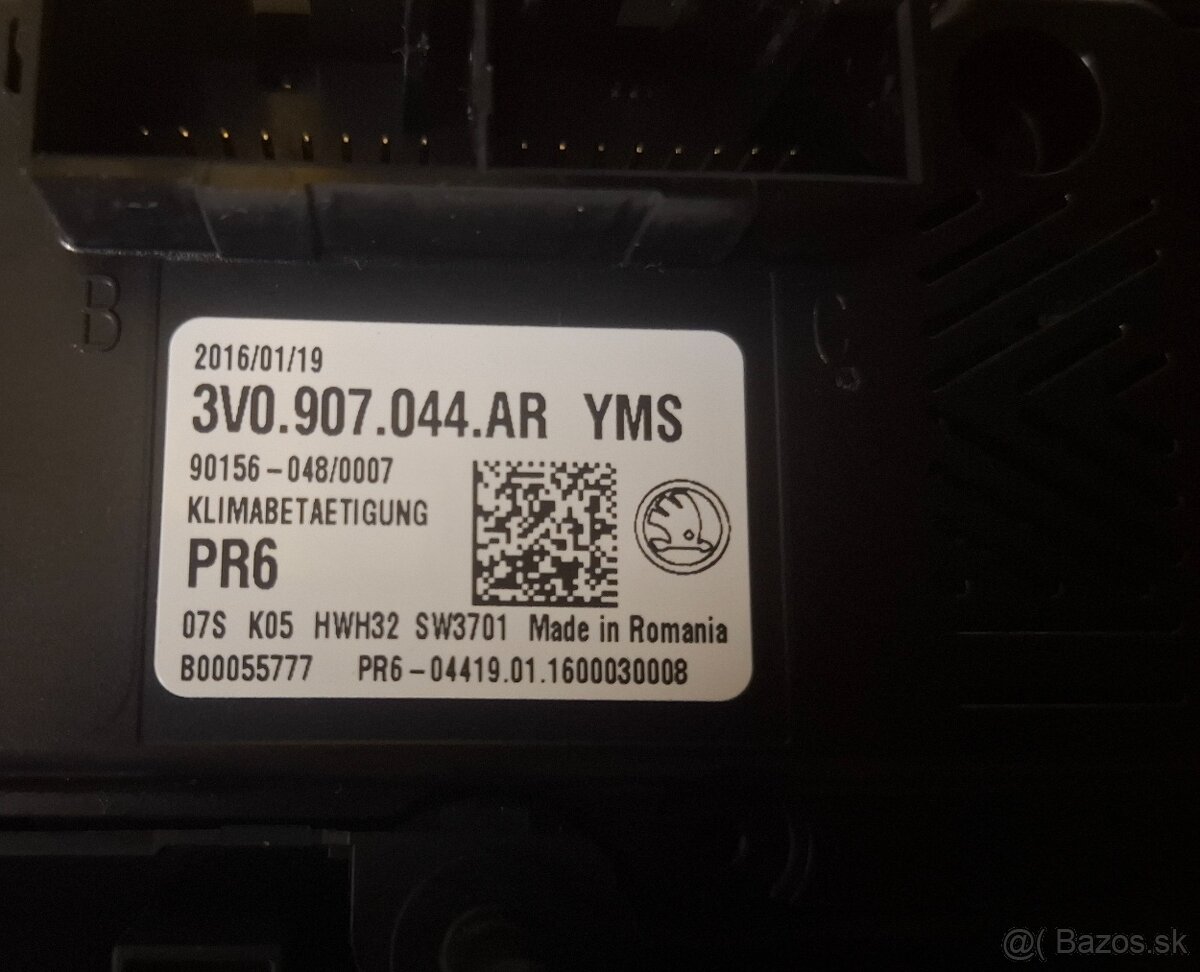 B
C
2016/01/19
3V0.907.044.AR YMS
90156-048/0007
KLIMABETAETIGUNG
PR6
07S K05 HWH32 SW3701 Made in Romania
B00055777 PR6-04419.01.1600030008
@( Bazos.sk